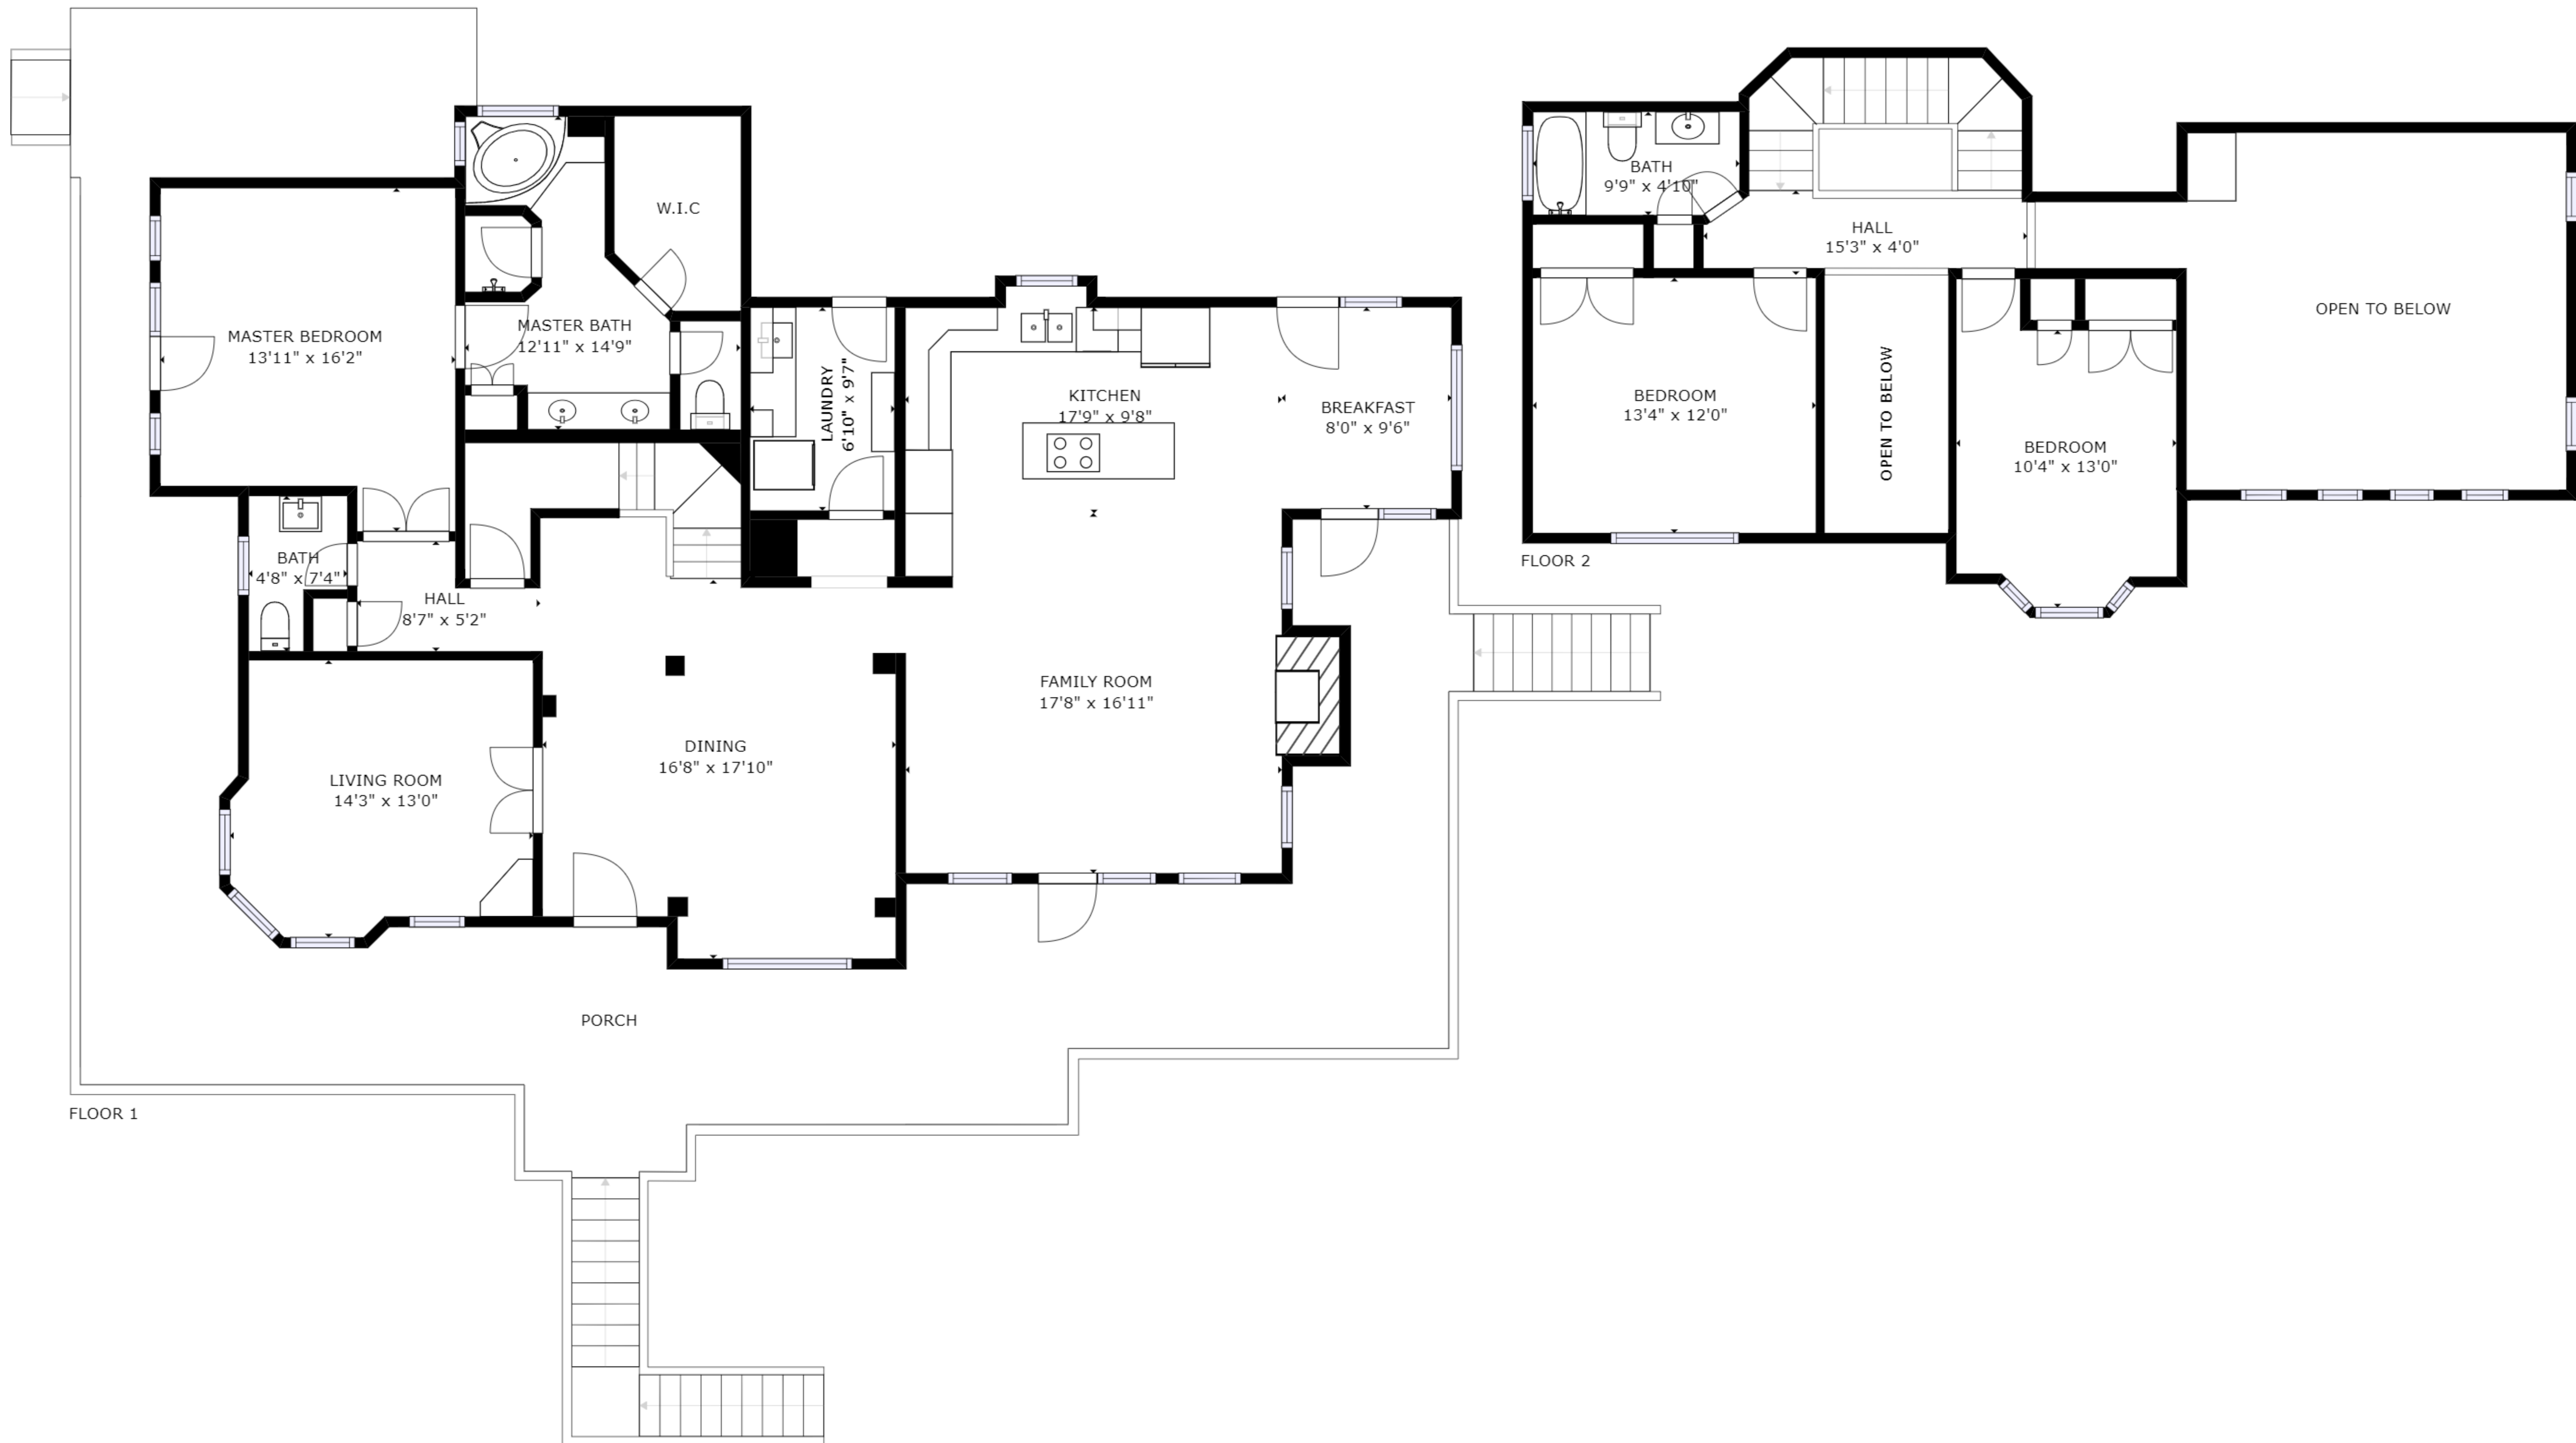 W.I.C
MASTER BEDROOM
13'11" x 16'2"
MASTER BATH
12'11" x 14'9"
LAUNDRY
6'10" x 9'7"
KITCHEN
17'9" x 9'8"
BREAKFAST
8'0" x 9'6"
BATH
4'8" x 7'4"
HALL
8'7" x 5'2"
FAMILY ROOM
17'8" x 16'11"
DINING
16'8" x 17'10"
LIVING ROOM
14'3" x 13'0"
PORCH
FLOOR 1
BATH
9'9" x 4'10"
HALL
15'3" x 4'0"
OPEN TO BELOW
BEDROOM
13'4" x 12'0"
OPEN TO BELOW
BEDROOM
10'4" x 13'0"
FLOOR 2